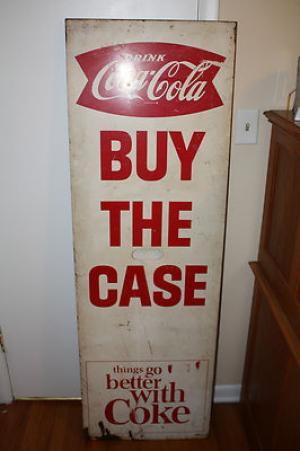 DRINK
Coca-Cola
BUY
THE
CASE
things go
better
with
Coke